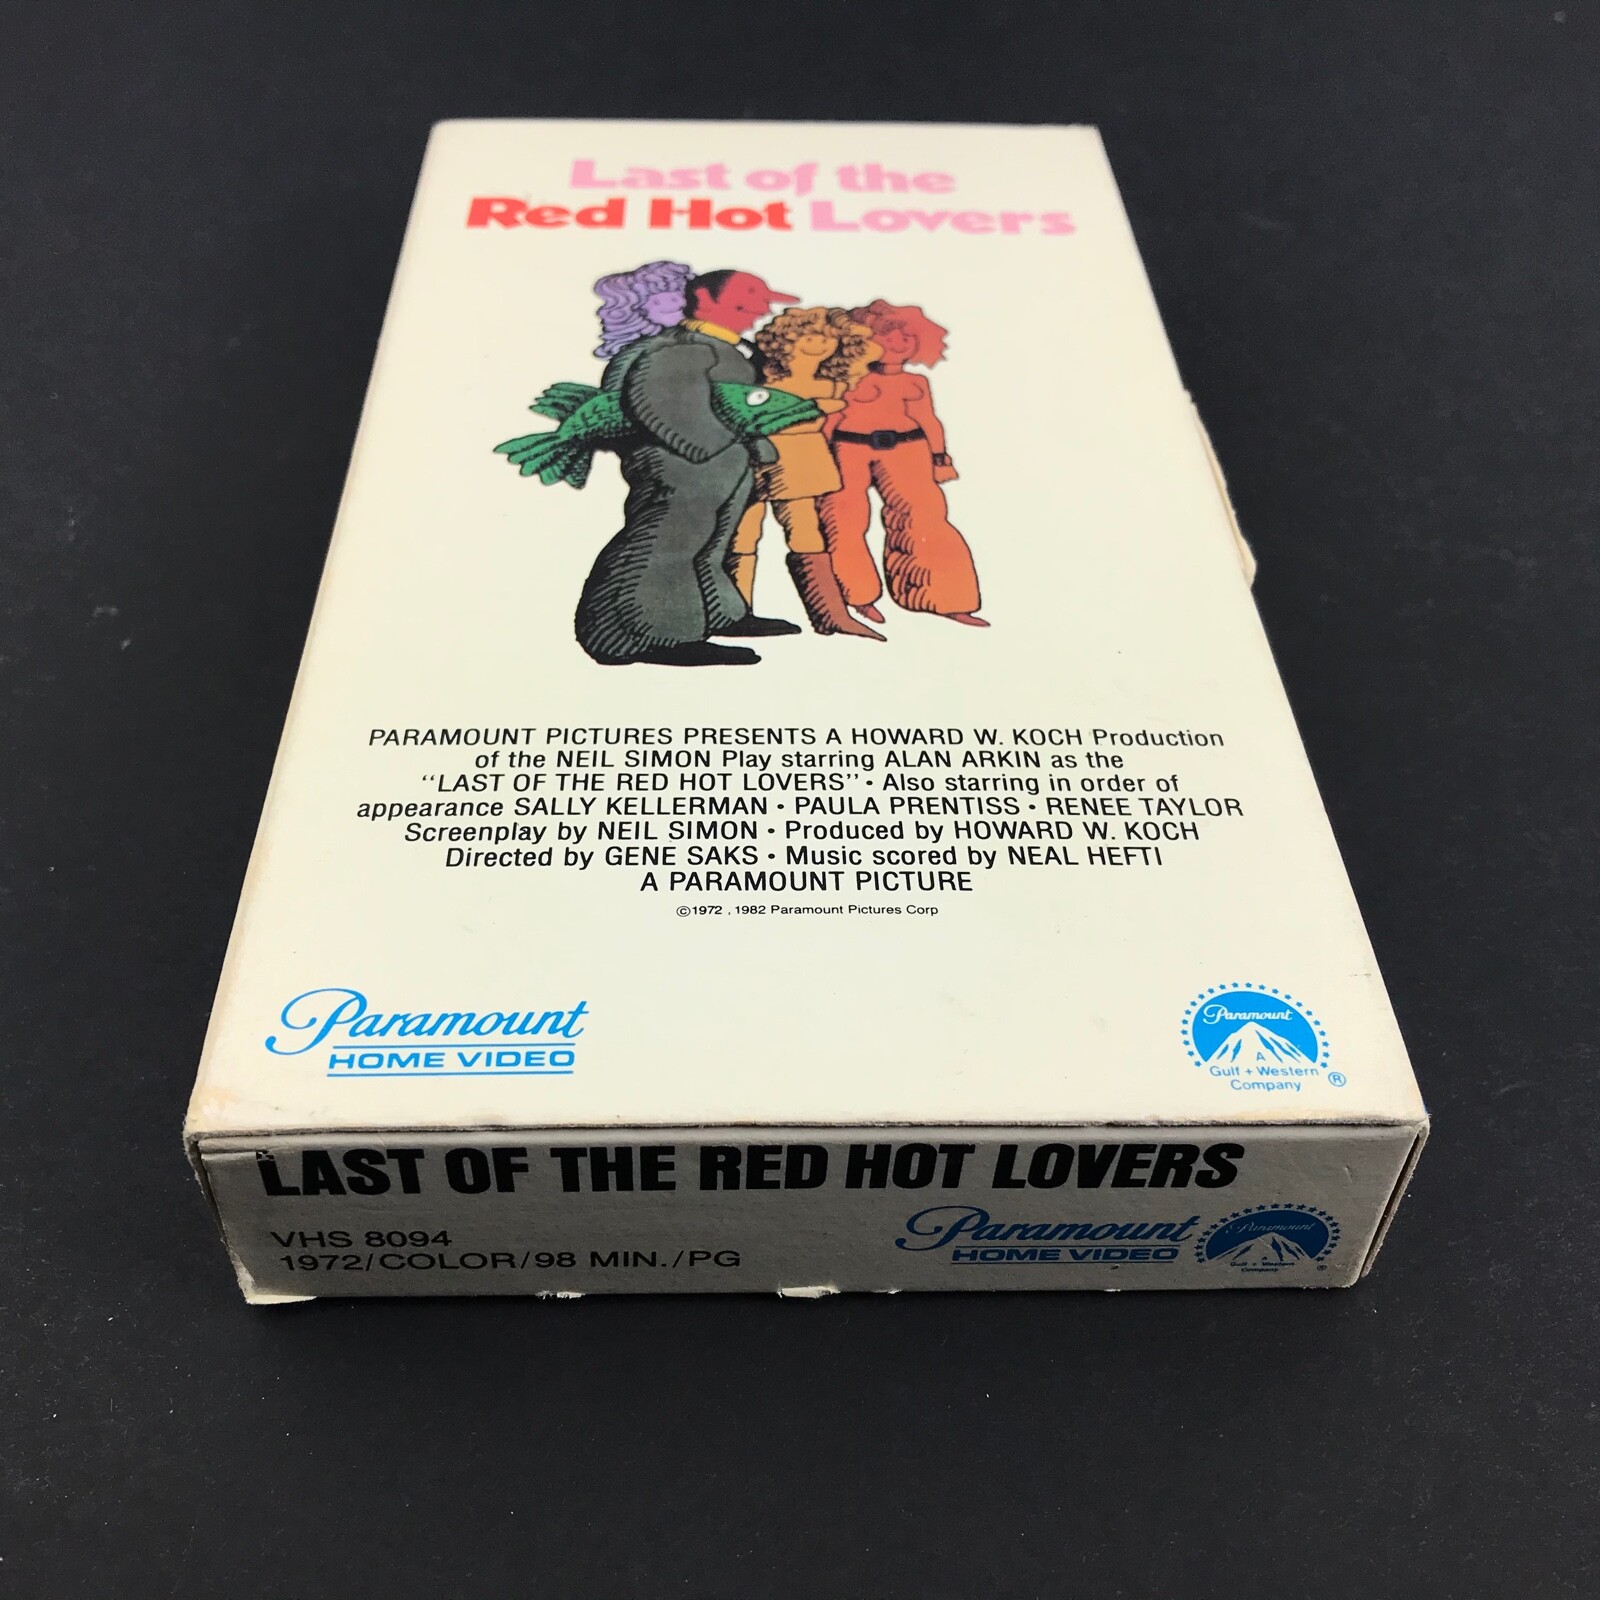 Last of the
Red Hot Lovers
PARAMOUNT PICTURES PRESENTS A HOWARD W. KOCH Production
of the NEIL SIMON Play starring ALAN ARKIN as the
“LAST OF THE RED HOT LOVERS” • Also starring in order of
appearance SALLY KELLERMAN • PAULA PRENTISS • RENEE TAYLOR
Screenplay by NEIL SIMON • Produced by HOWARD W. KOCH
Directed by GENE SAKS • Music scored by NEAL HEFTI
A PARAMOUNT PICTURE
©1972 , 1982 Paramount Pictures Corp
Paramount
HOME VIDEO
Paramount
A
Gulf + Western
Company ®
LAST OF THE RED HOT LOVERS
VHS 8094
1972/COLOR/98 MIN./PG
Paramount
HOME VIDEO
Paramount
Gulf + Western
Company ®